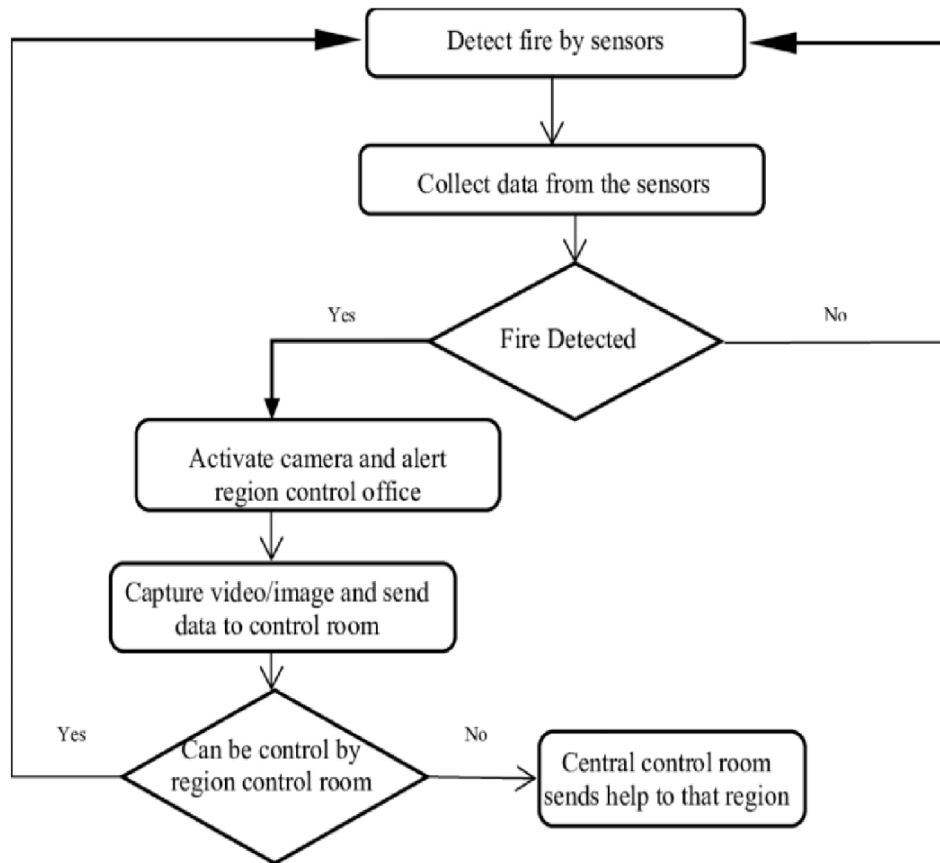 Detect fire by sensors
Collect data from the sensors
Yes
No
Fire Detected
Activate camera and alert
region control office
Capture video/image and send
data to control room
Yes
No
Can be control by
region control room
Central control room
sends help to that region